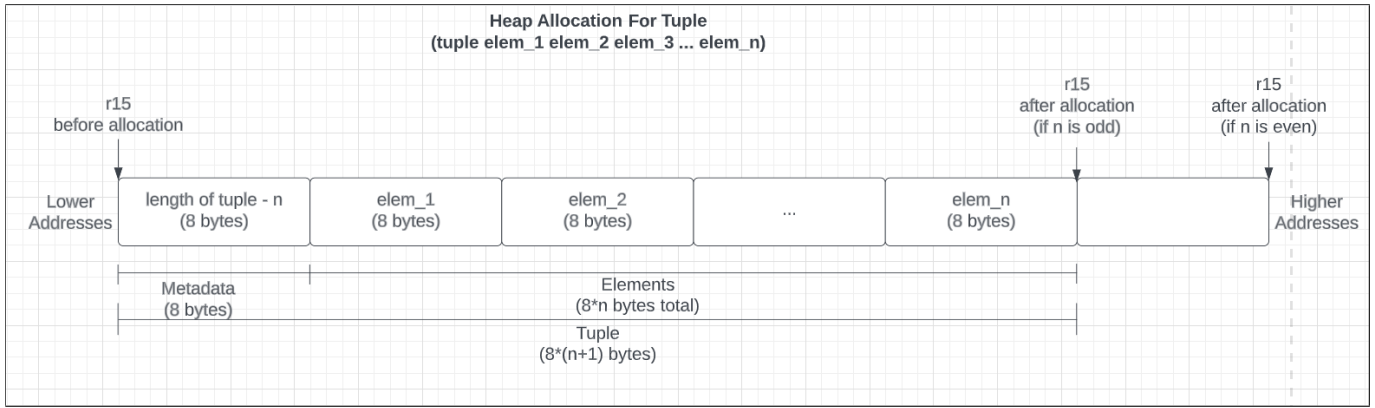 Heap Allocation For Tuple
(tuple elem_1 elem_2 elem_3 ... elem_n)
r15
before allocation
r15
after allocation
(if n is odd)
r15
after allocation
(if n is even)
Lower
Addresses
length of tuple - n
(8 bytes)
elem_1
(8 bytes)
elem_2
(8 bytes)
...
elem_n
(8 bytes)
Higher
Addresses
Metadata
(8 bytes)
Elements
(8*n bytes total)
Tuple
(8*(n+1) bytes)